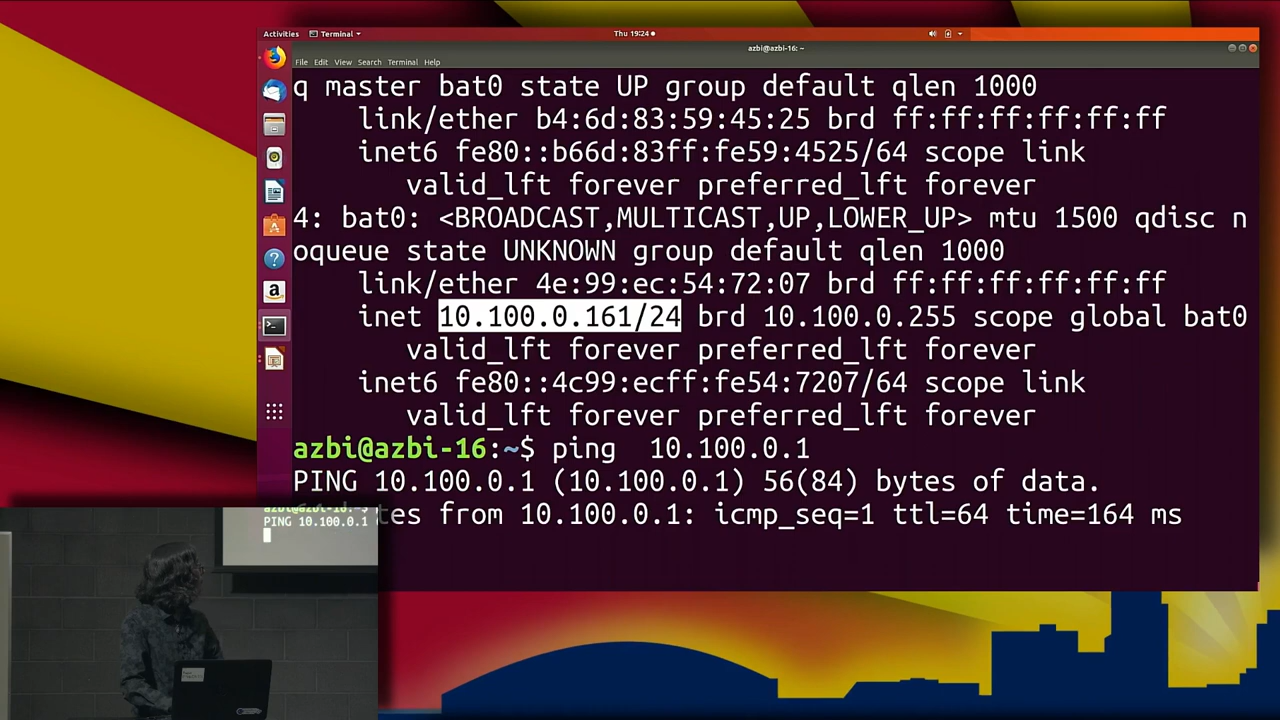 Activities
Terminal
Thu 19:24
azbi@azbi-16: ~
File Edit View Search Terminal Help
q master bat0 state UP group default qlen 1000
link/ether b4:6d:83:59:45:25 brd ff:ff:ff:ff:ff:ff
inet6 fe80::b66d:83ff:fe59:4525/64 scope link
valid_lft forever preferred_lft forever
4: bat0: <BROADCAST,MULTICAST,UP,LOWER_UP> mtu 1500 qdisc n
oqueue state UNKNOWN group default qlen 1000
link/ether 4e:99:ec:54:72:07 brd ff:ff:ff:ff:ff:ff
inet 10.100.0.161/24 brd 10.100.0.255 scope global bat0
valid_lft forever preferred_lft forever
inet6 fe80::4c99:ecff:fe54:7207/64 scope link
valid_lft forever preferred_lft forever
azbi@azbi-16:~$ ping  10.100.0.1
PING 10.100.0.1 (10.100.0.1) 56(84) bytes of data.
tes from 10.100.0.1: icmp_seq=1 ttl=64 time=164 ms
azbi@azbi-16:~$
PING 10.100.0.1